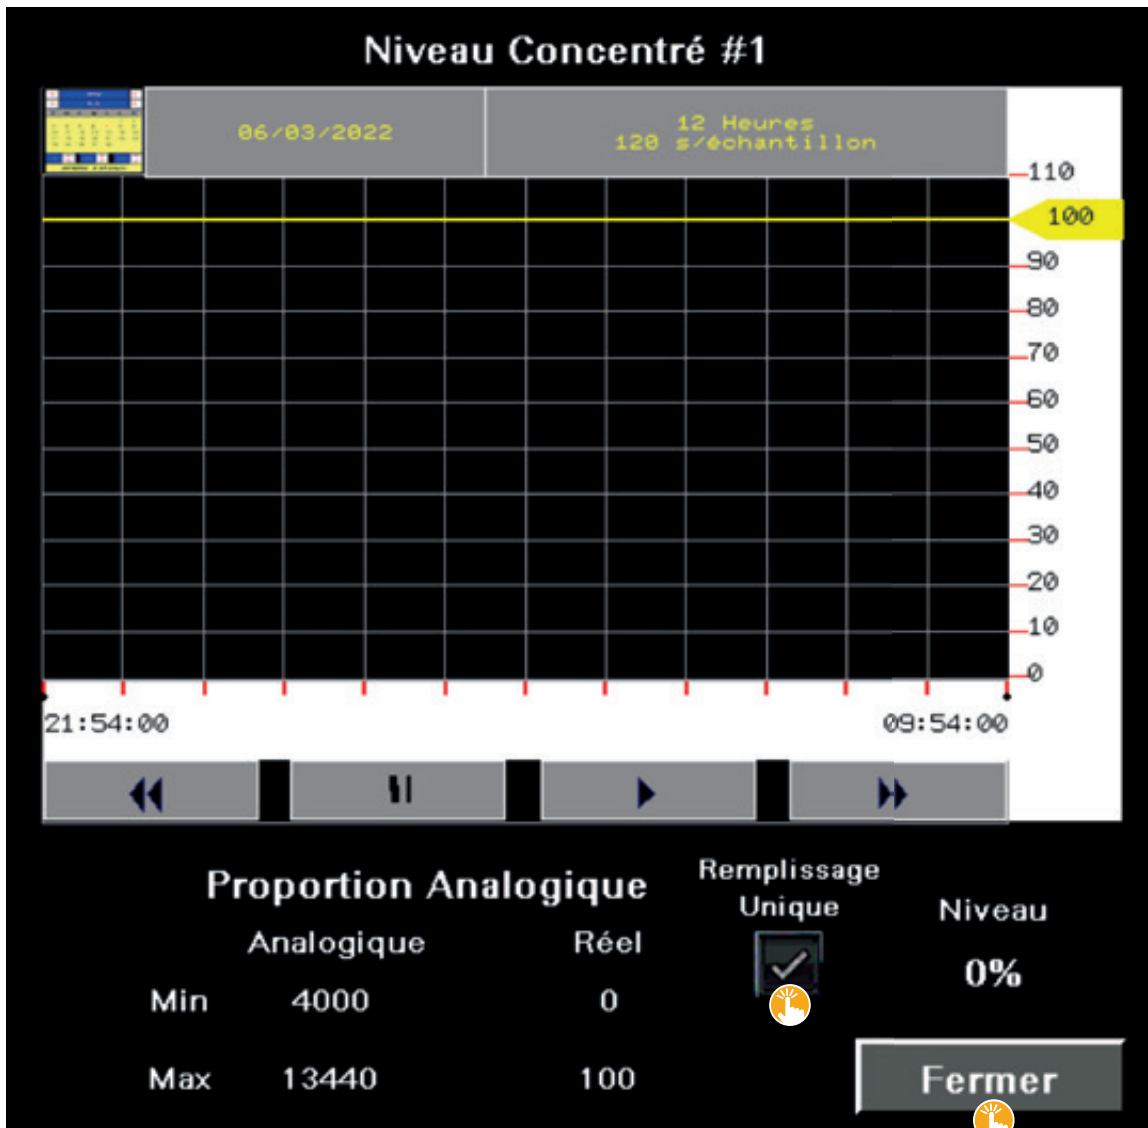 Niveau Concentré #1
06/03/2022
12 Heures
120 s/échantillon
110
100
90
80
70
60
50
40
30
20
10
0
21:54:00 09:54:00
Proportion Analogique
Remplissage
Unique
Niveau
Analogique Réel
0%
Min 4000 0
Max 13440 100
Fermer